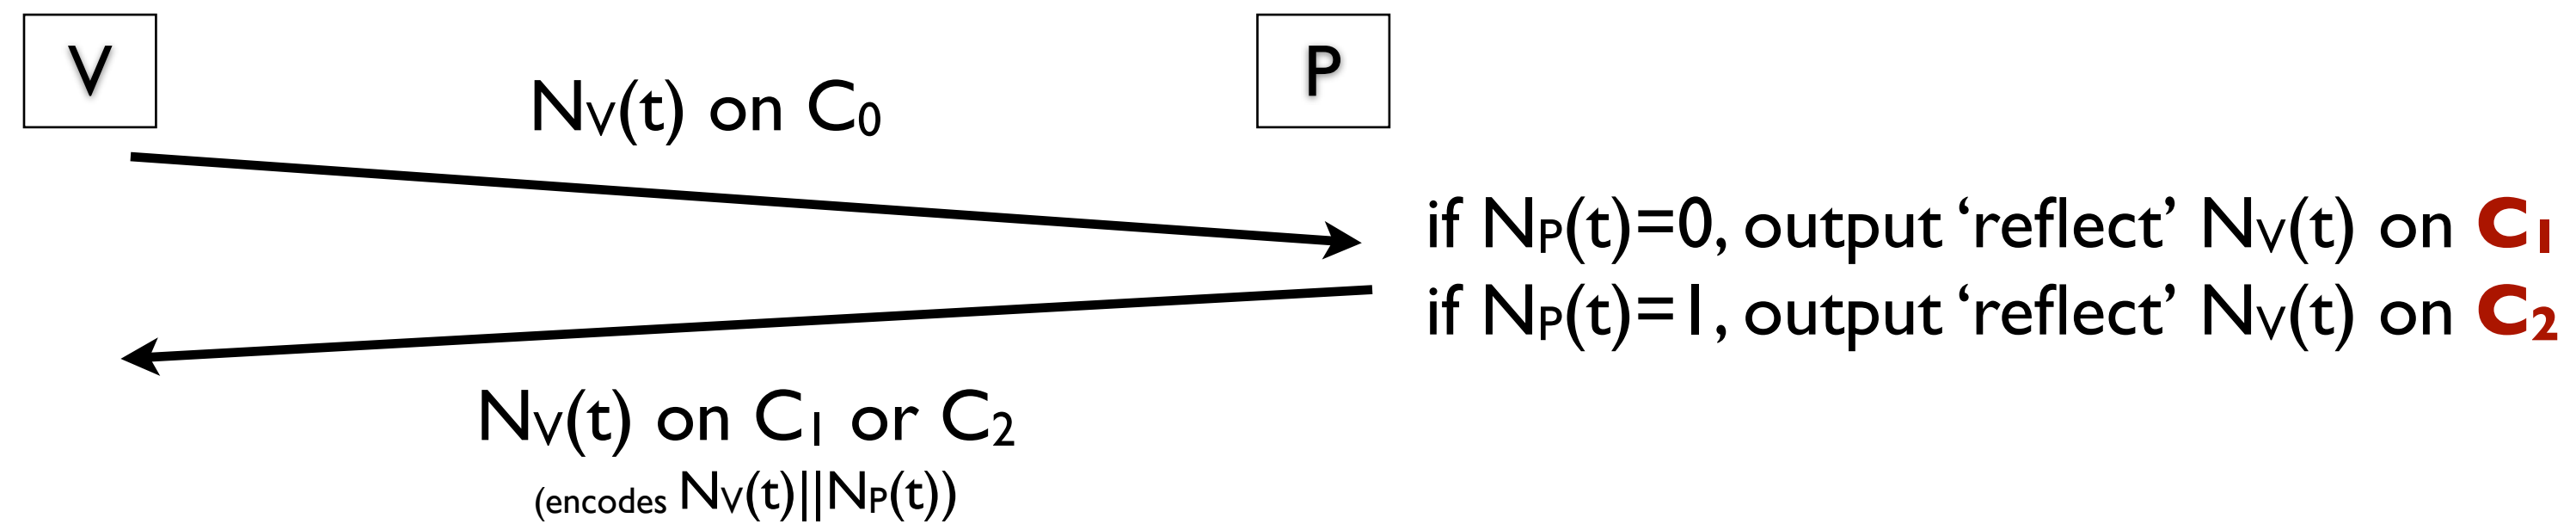 V
P
Nv(t) on C₀
if Np(t)=0, output ‘reflect’ Nv(t) on C₁
if Np(t)=1, output ‘reflect’ Nv(t) on C₂
Nv(t) on C₁ or C₂
(encodes Nv(t)||Np(t))